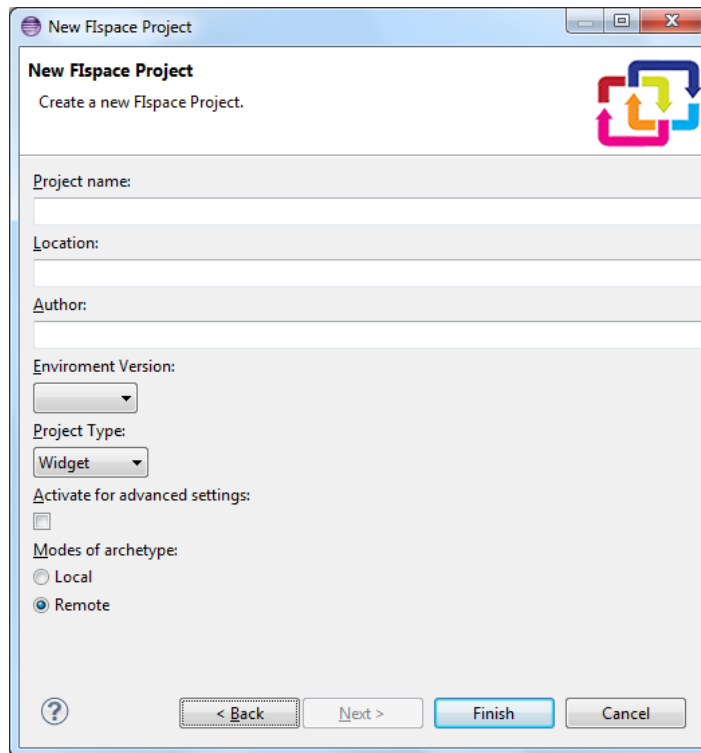 New FIspace Project
New FIspace Project
Create a new FIspace Project.
Project name:
Location:
Author:
Enviroment Version:
Project Type:
Widget
Activate for advanced settings:
Modes of archetype:
Local
Remote
? < Back Next > Finish Cancel